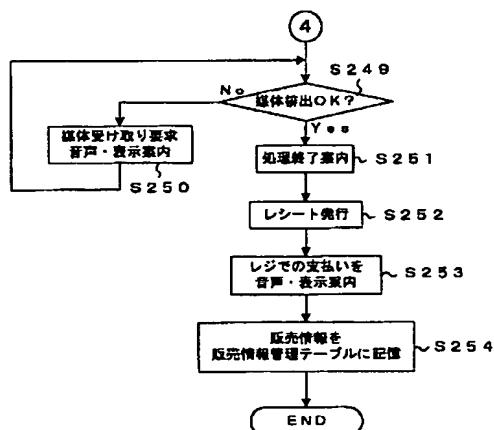 4
S249
No
媒体排出OK?
Yes
媒体受け取り要求
音声・表示案内
S250
処理終了案内
S251
レシート発行
S252
レジでの支払いを
音声・表示案内
S253
販売情報を
販売情報管理テーブルに記憶
S254
END